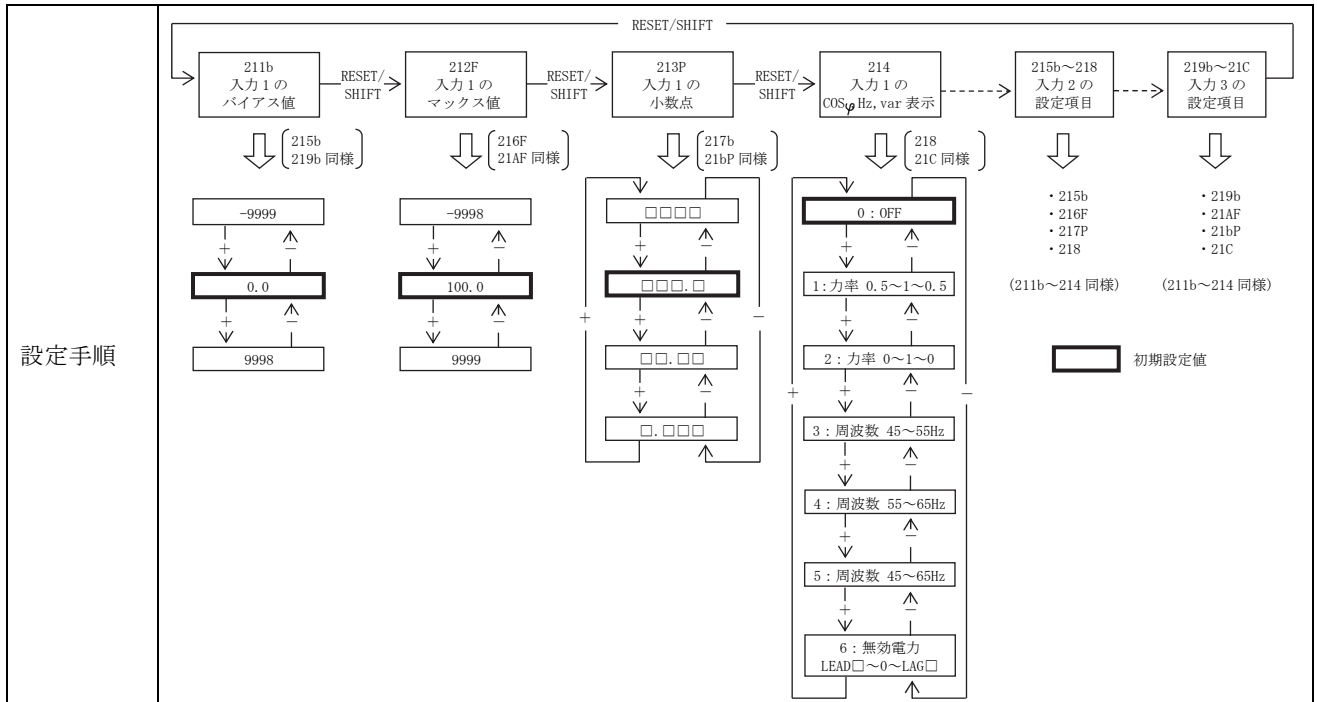 設定手順
RESET/SHIFT
211b
入力1の
バイアス値
RESET/
SHIFT
212F
入力1の
マックス値
RESET/
SHIFT
213P
入力1の
小数点
RESET/
SHIFT
214
入力1の
COSφHz,var 表示
215b～218
入力2の
設定項目
219b～21C
入力3の
設定項目
215b
219b 同様
216F
21AF 同様
217b
21bP 同様
218
21C 同様
-9999
+
−
0.0
+
−
9998
-9998
+
−
100.0
+
−
9999
□□□□
+
−
□□□.□
+
−
□□.□□
+
−
□.□□□
+
−
0：OFF
+
−
1：力率 0.5～1～0.5
+
−
2：力率 0～1～0
+
−
3：周波数 45～55Hz
+
−
4：周波数 55～65Hz
+
−
5：周波数 45～65Hz
+
−
6：無効電力
LEAD□～0～LAG□
+
−
・215b
・216F
・217P
・218
(211b～214 同様)
・219b
・21AF
・21bP
・21C
(211b～214 同様)
初期設定値